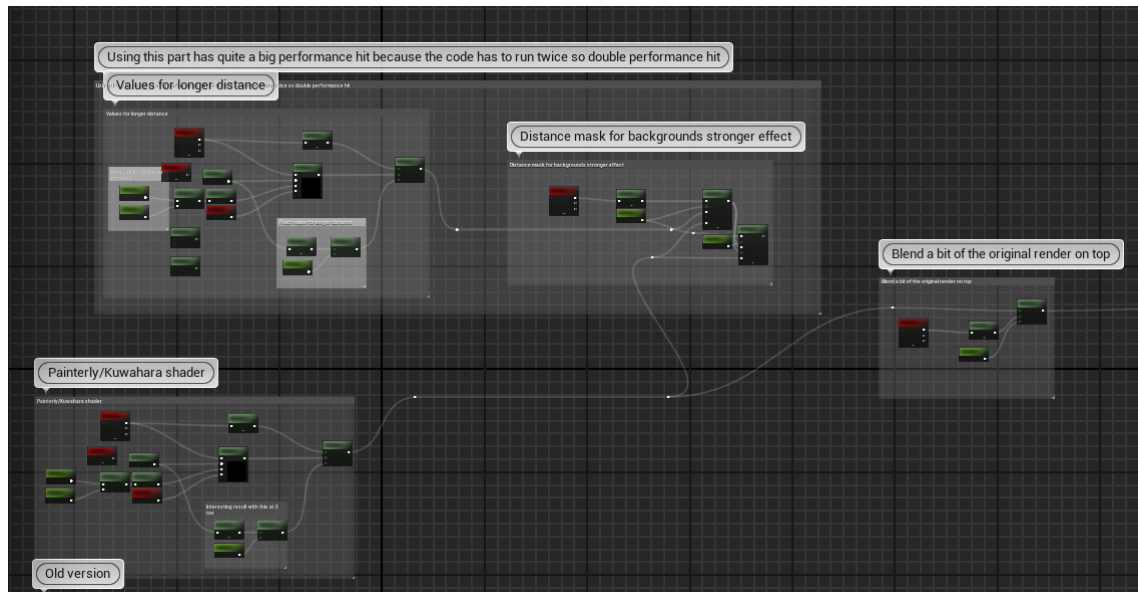 Using this part has quite a big performance hit because the code has to run twice so double performance hit
Values for longer distance
Values for longer distance
Distance mask for backgrounds stronger effect
Distance mask for backgrounds stronger effect
Blend a bit of the original render on top
Blend a bit of the original render on top
Painterly/Kuwahara shader
Painterly/Kuwahara shader
Interesting result with this at 0
too
Old version